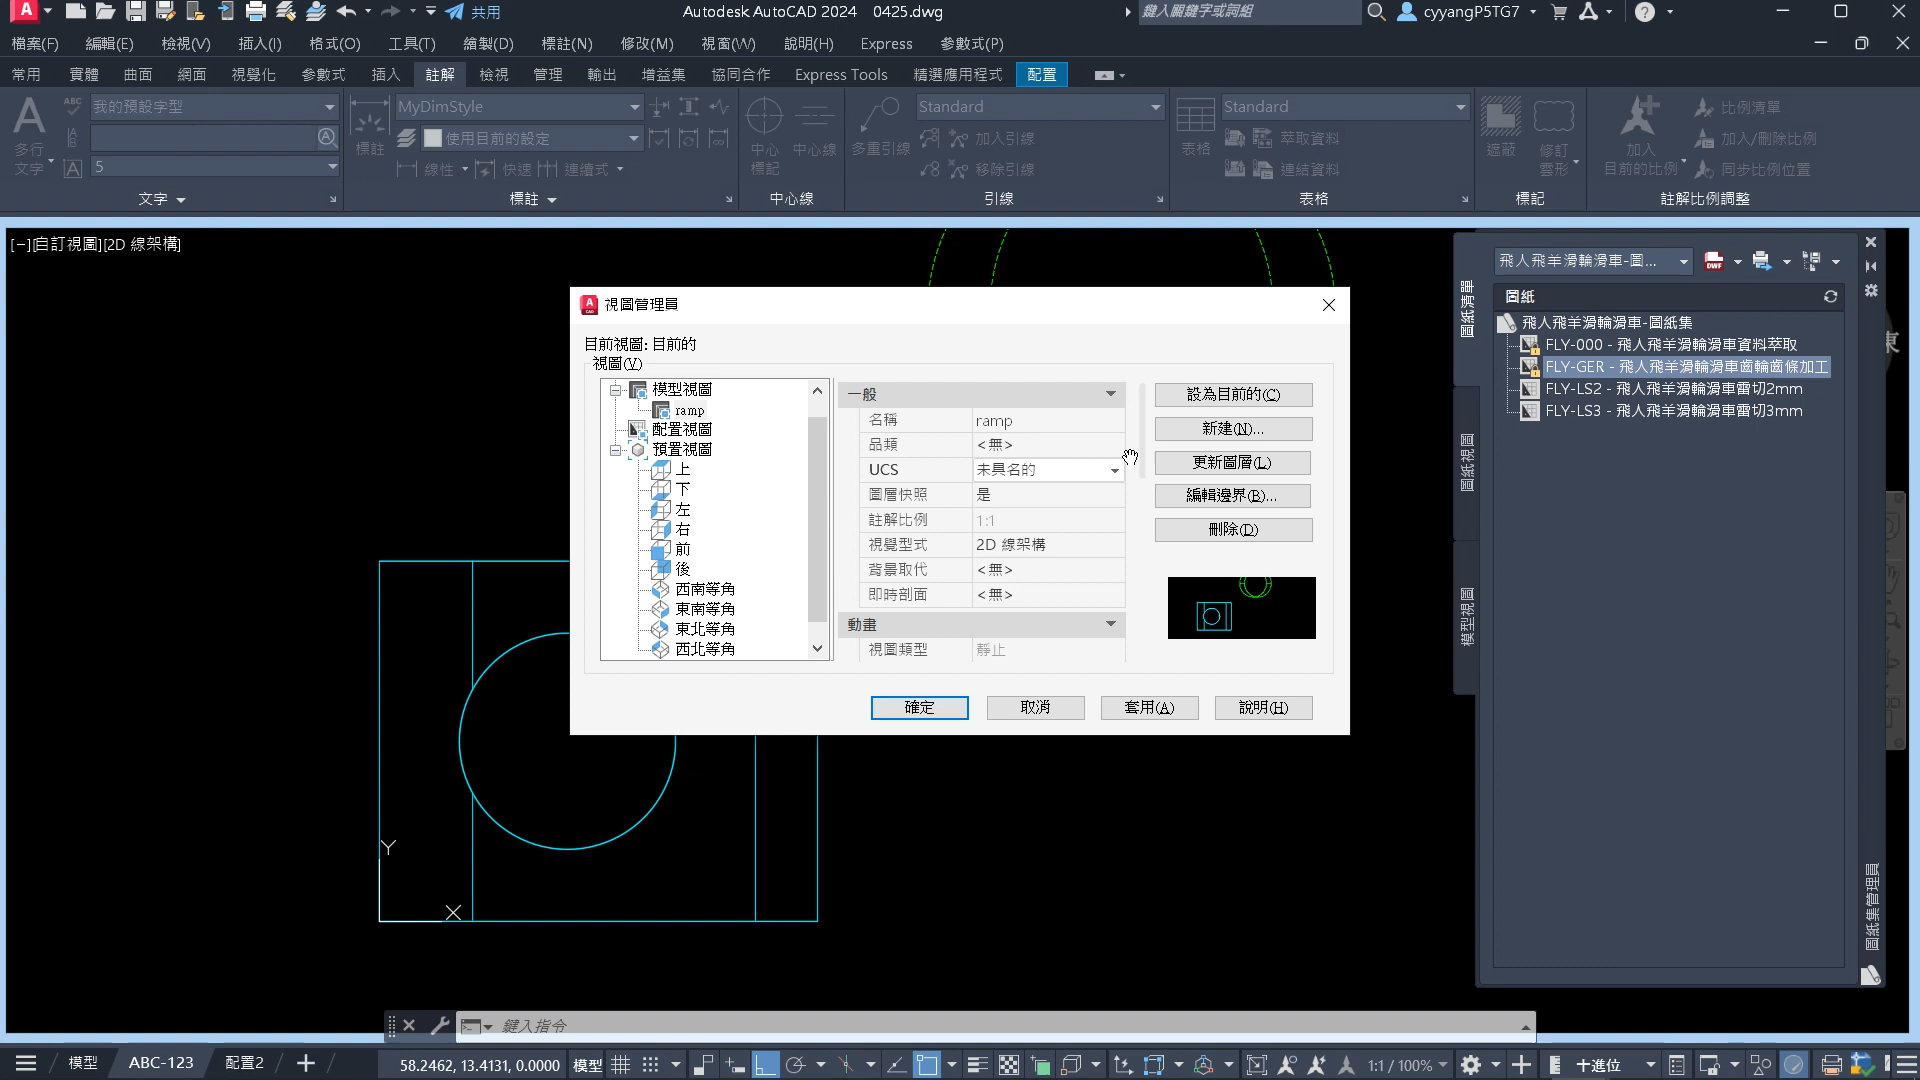 共用
Autodesk AutoCAD 2024 0425.dwg
鍵入關鍵字或詞組
cyyangP5TG7
檔案(F) 編輯(E) 檢視(V) 插入(I) 格式(O) 工具(T) 繪製(D) 標註(N) 修改(M) 視窗(W) 說明(H) Express 參數式(P)
常用 實體 曲面 網面 視覺化 參數式 插入 註解 檢視 管理 輸出 增益集 協同合作 Express Tools 精選應用程式 配置
多行
文字
我的預設字型
5
文字
標註
MyDimStyle
使用目前的設定
線性 快速 連續式
標註
中心
標記
中心線
中心線
多重引線
Standard
加入引線
移除引線
引線
表格
Standard
萃取資料
連結資料
表格
遮蔽
修訂
雲形
標記
加入
目前的比例
比例清單
加入/刪除比例
同步比例位置
註解比例調整
[−][自訂視圖][2D 線架構]
視圖管理員
目前視圖: 目前的
視圖(V)
模型視圖
ramp
配置視圖
預置視圖
上
下
左
右
前
後
西南等角
東南等角
東北等角
西北等角
一般
名稱 ramp
品類 <無>
UCS 未具名的
圖層快照 是
註解比例 1:1
視覺型式 2D 線架構
背景取代 <無>
即時剖面 <無>
動畫
視圖類型 靜止
設為目前的(C)
新建(N)...
更新圖層(L)
編輯邊界(B)...
刪除(D)
確定 取消 套用(A) 說明(H)
飛人飛羊滑輪滑車-圖...
圖紙
飛人飛羊滑輪滑車-圖紙集
FLY-000 - 飛人飛羊滑輪滑車資料萃取
FLY-GER - 飛人飛羊滑輪滑車齒輪齒條加工
FLY-LS2 - 飛人飛羊滑輪滑車雷切2mm
FLY-LS3 - 飛人飛羊滑輪滑車雷切3mm
圖紙清單
圖紙視圖
模型視圖
圖紙集管理員
東
Y
X
鍵入指令
模型 ABC-123 配置2
58.2462, 13.4131, 0.0000 模型
1:1 / 100%
十進位